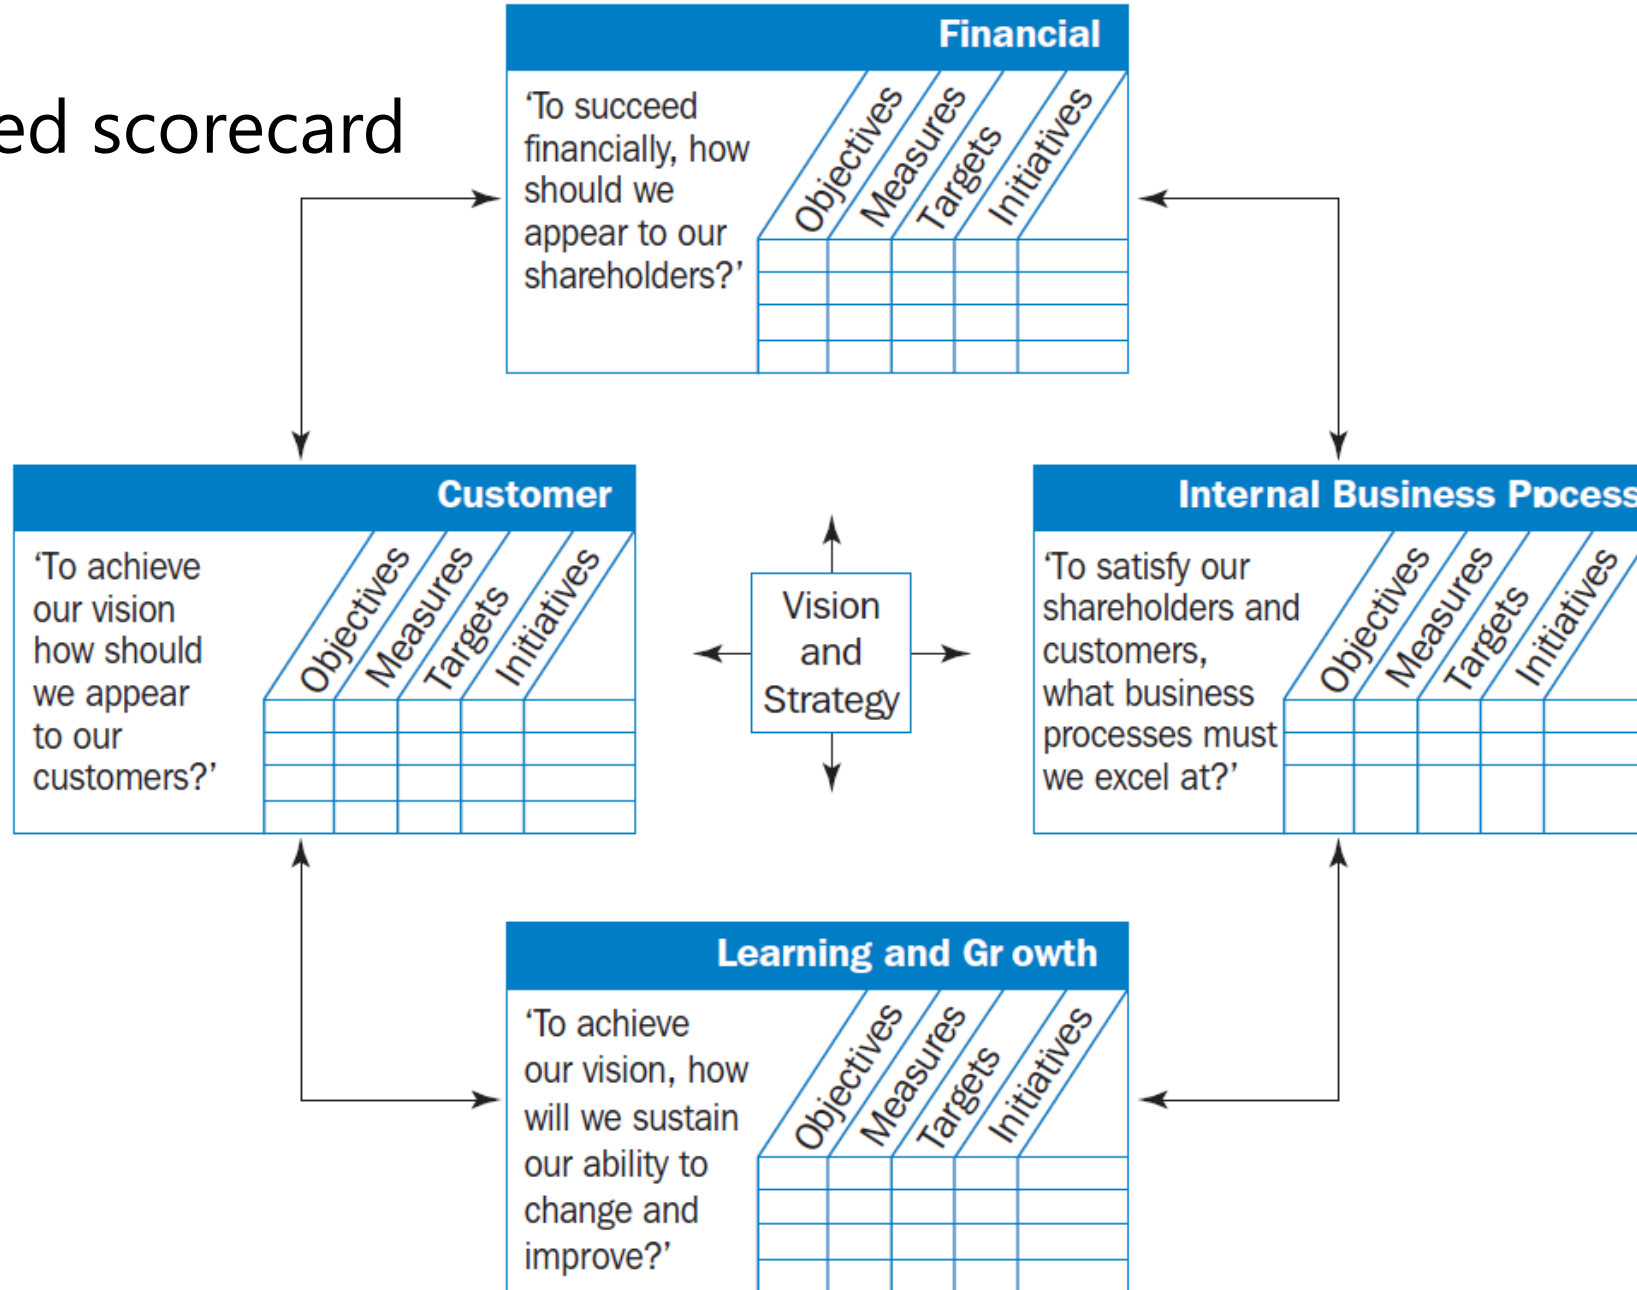 ed scorecard
Financial
‘To succeed
financially, how
should we
appear to our
shareholders?’
Objectives
Measures
Targets
Initiatives
Customer
‘To achieve
our vision
how should
we appear
to our
customers?’
Objectives
Measures
Targets
Initiatives
Vision
and
Strategy
Internal Business Process
‘To satisfy our
shareholders and
customers,
what business
processes must
we excel at?’
Objectives
Measures
Targets
Initiatives
Learning and Gr owth
‘To achieve
our vision, how
will we sustain
our ability to
change and
improve?’
Objectives
Measures
Targets
Initiatives